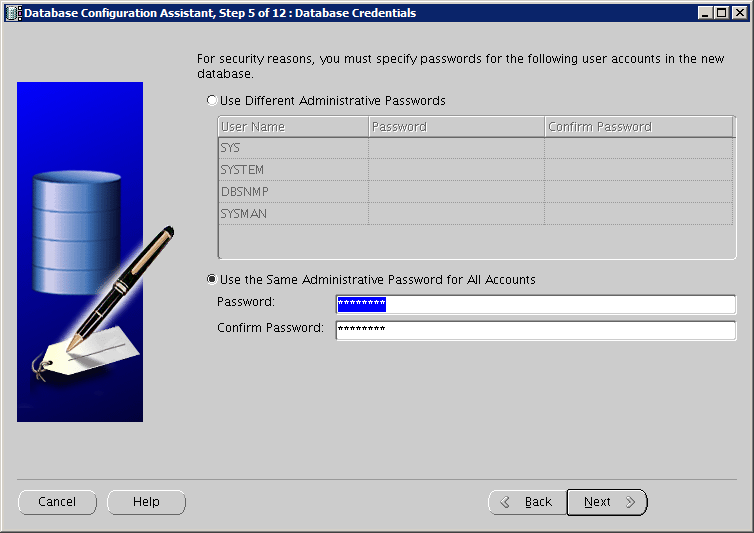 Database Configuration Assistant, Step 5 of 12 : Database Credentials
For security reasons, you must specify passwords for the following user accounts in the new
database.
Use Different Administrative Passwords
User Name Password Confirm Password
SYS
SYSTEM
DBSNMP
SYSMAN
Use the Same Administrative Password for All Accounts
Password: ********
Confirm Password: ********
Cancel Help Back Next